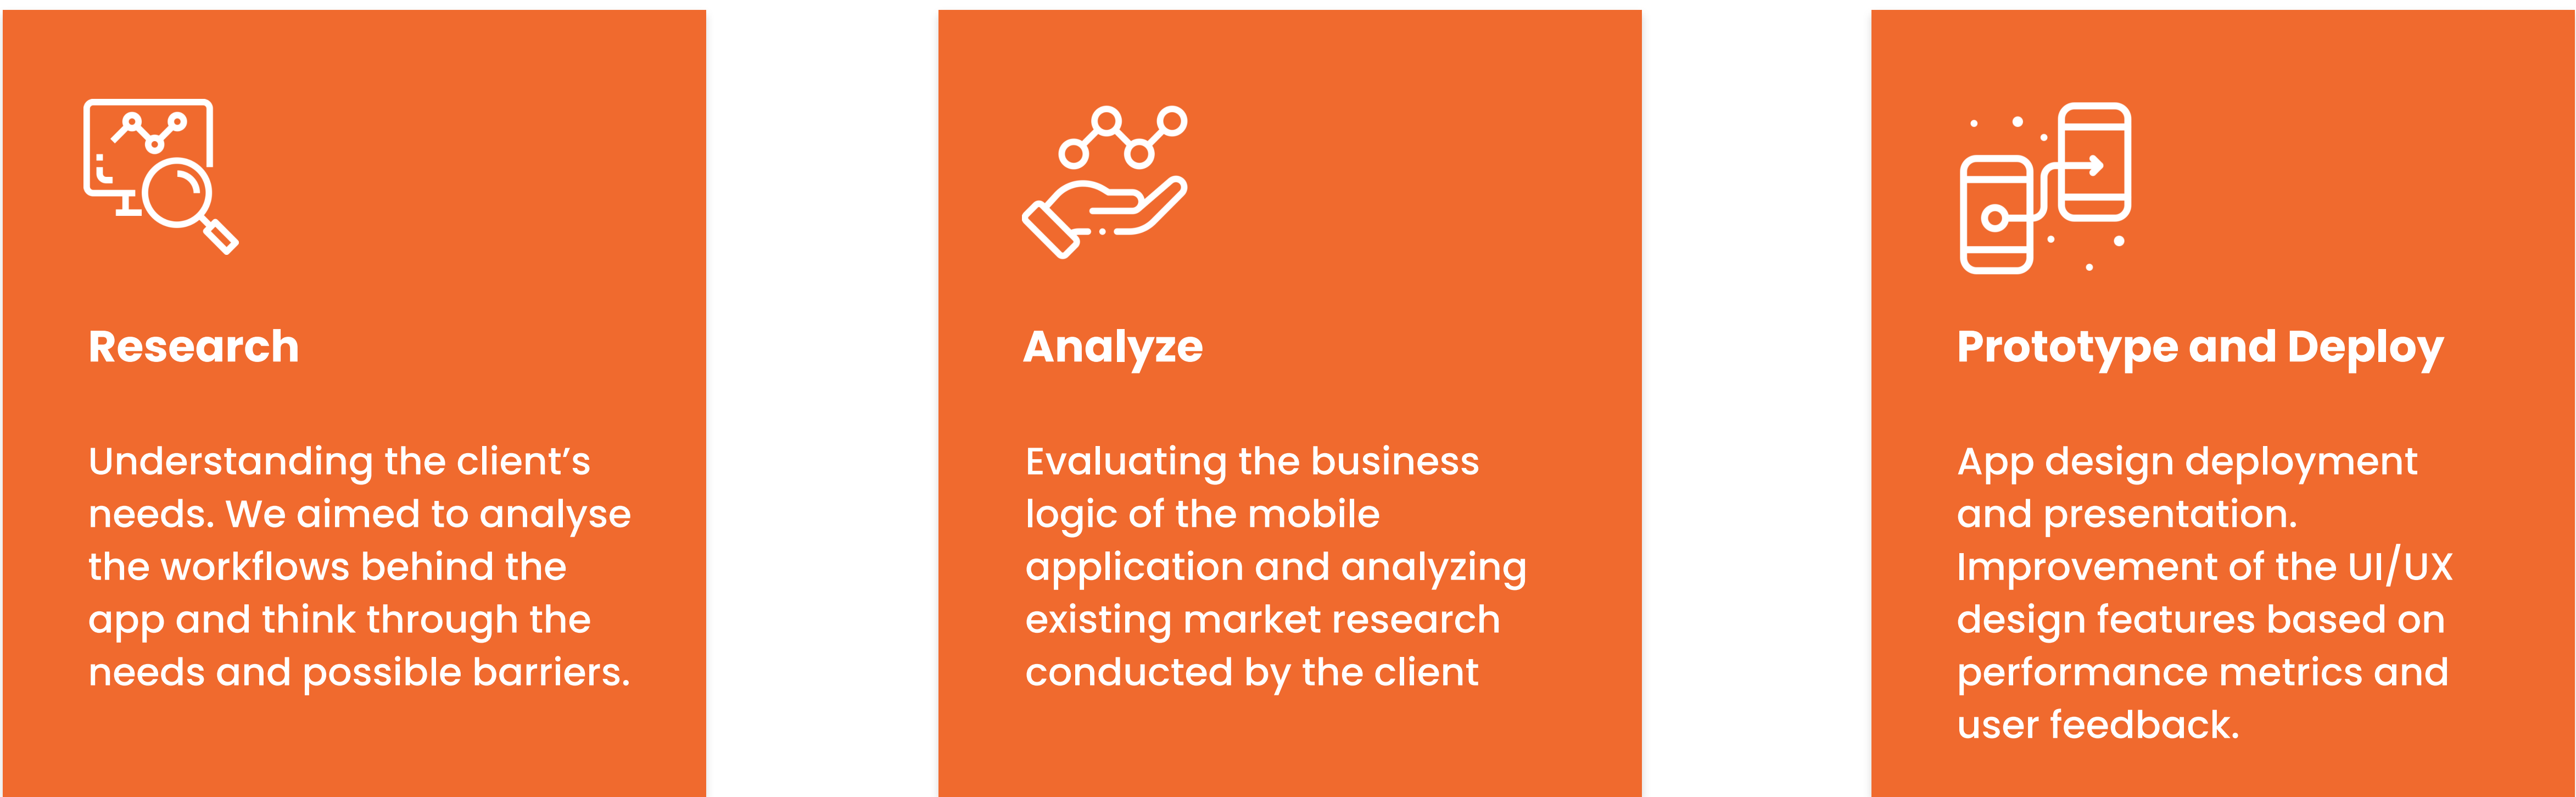 Research
Understanding the client’s
needs. We aimed to analyse
the workflows behind the
app and think through the
needs and possible barriers.
Analyze
Evaluating the business
logic of the mobile
application and analyzing
existing market research
conducted by the client
Prototype and Deploy
App design deployment
and presentation.
Improvement of the UI/UX
design features based on
performance metrics and
user feedback.